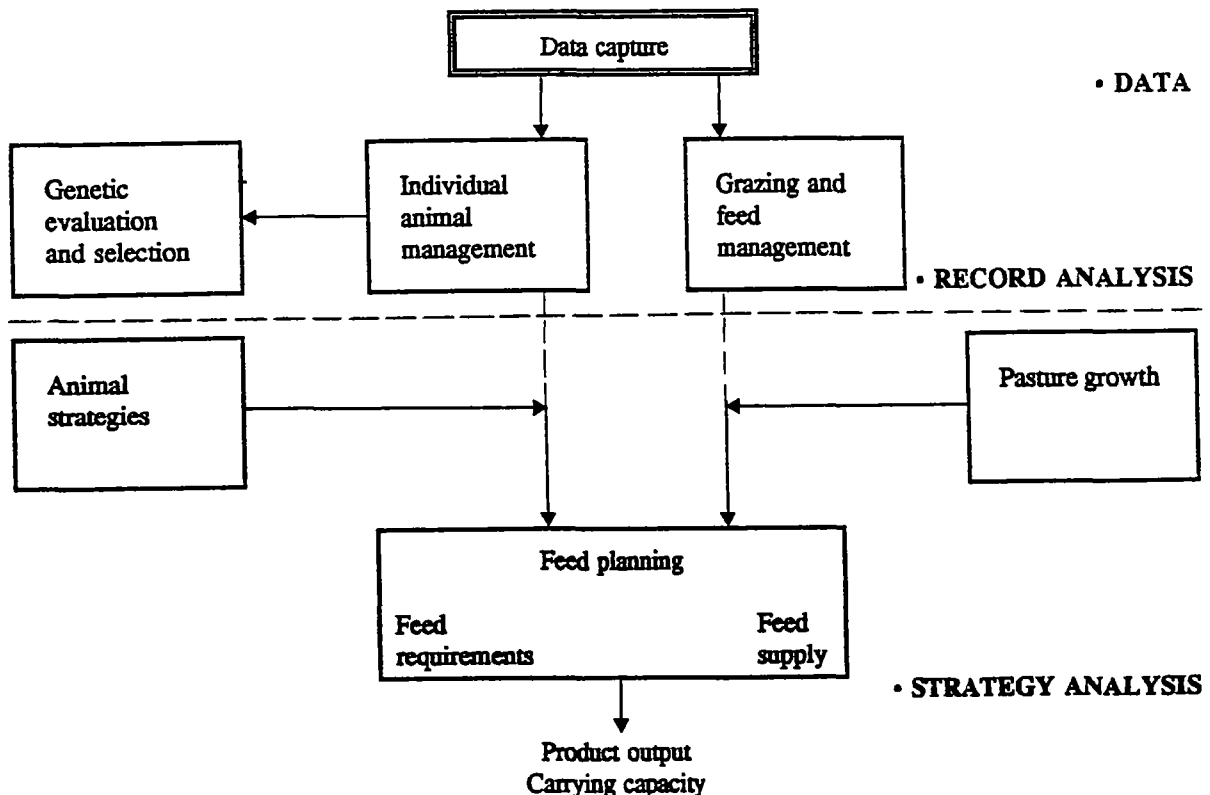 Data capture
• DATA
Genetic
evaluation
and selection
Individual
animal
management
Grazing and
feed
management
• RECORD ANALYSIS
Animal
strategies
Pasture growth
Feed planning
Feed
requirements
Feed
supply
• STRATEGY ANALYSIS
Product output
Carrying capacity